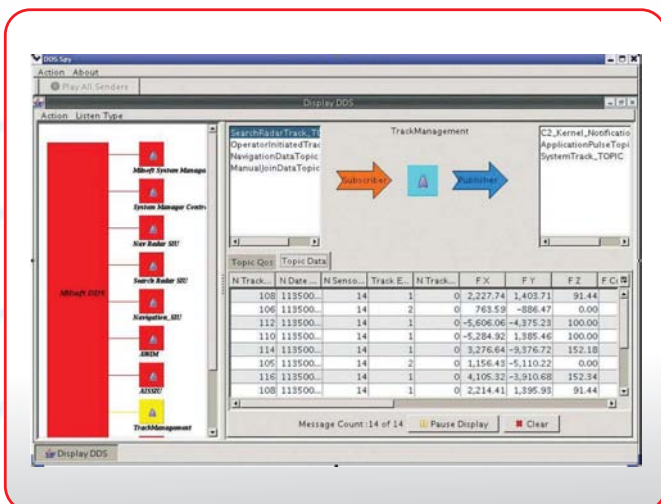 DDS Spy
Action About
Play All Senders
Display DDS
Action Listen Type
Milsoft DDS
Milsoft System Manage
System Manager Contr
Nav Radar SIU
Search Radar SIU
Navigation_SIU
AISSIU
TrackManagement
SearchRadarTrack_TO
OperatorInitiatedTrac
NavigationDataTopic
ManualJoinDataTopic
TrackManagement
Subscriber
Publisher
C2_Kernel_Notificatio
ApplicationPulseTopi
SystemTrack_TOPIC
Topic Qos Topic Data
N Track... N Date ... N Senso... Track E... N Track... F X F Y F Z F C
108 113500... 14 1 0 2,227.74 1,403.71 91.44
106 113500... 14 2 0 763.59 -886.47 0.00
112 113500... 14 1 0 -5,606.06 -4,375.23 100.00
110 113500... 14 1 0 -5,284.92 1,385.46 100.00
114 113500... 14 1 0 3,276.64 -9,376.72 152.18
105 113500... 14 2 0 1,156.43 -5,110.22 0.00
116 113500... 14 1 0 4,105.32 -3,910.68 152.34
108 113500... 14 1 0 2,214.41 1,395.93 91.44
Message Count :14 of 14 Pause Display Clear
Display DDS